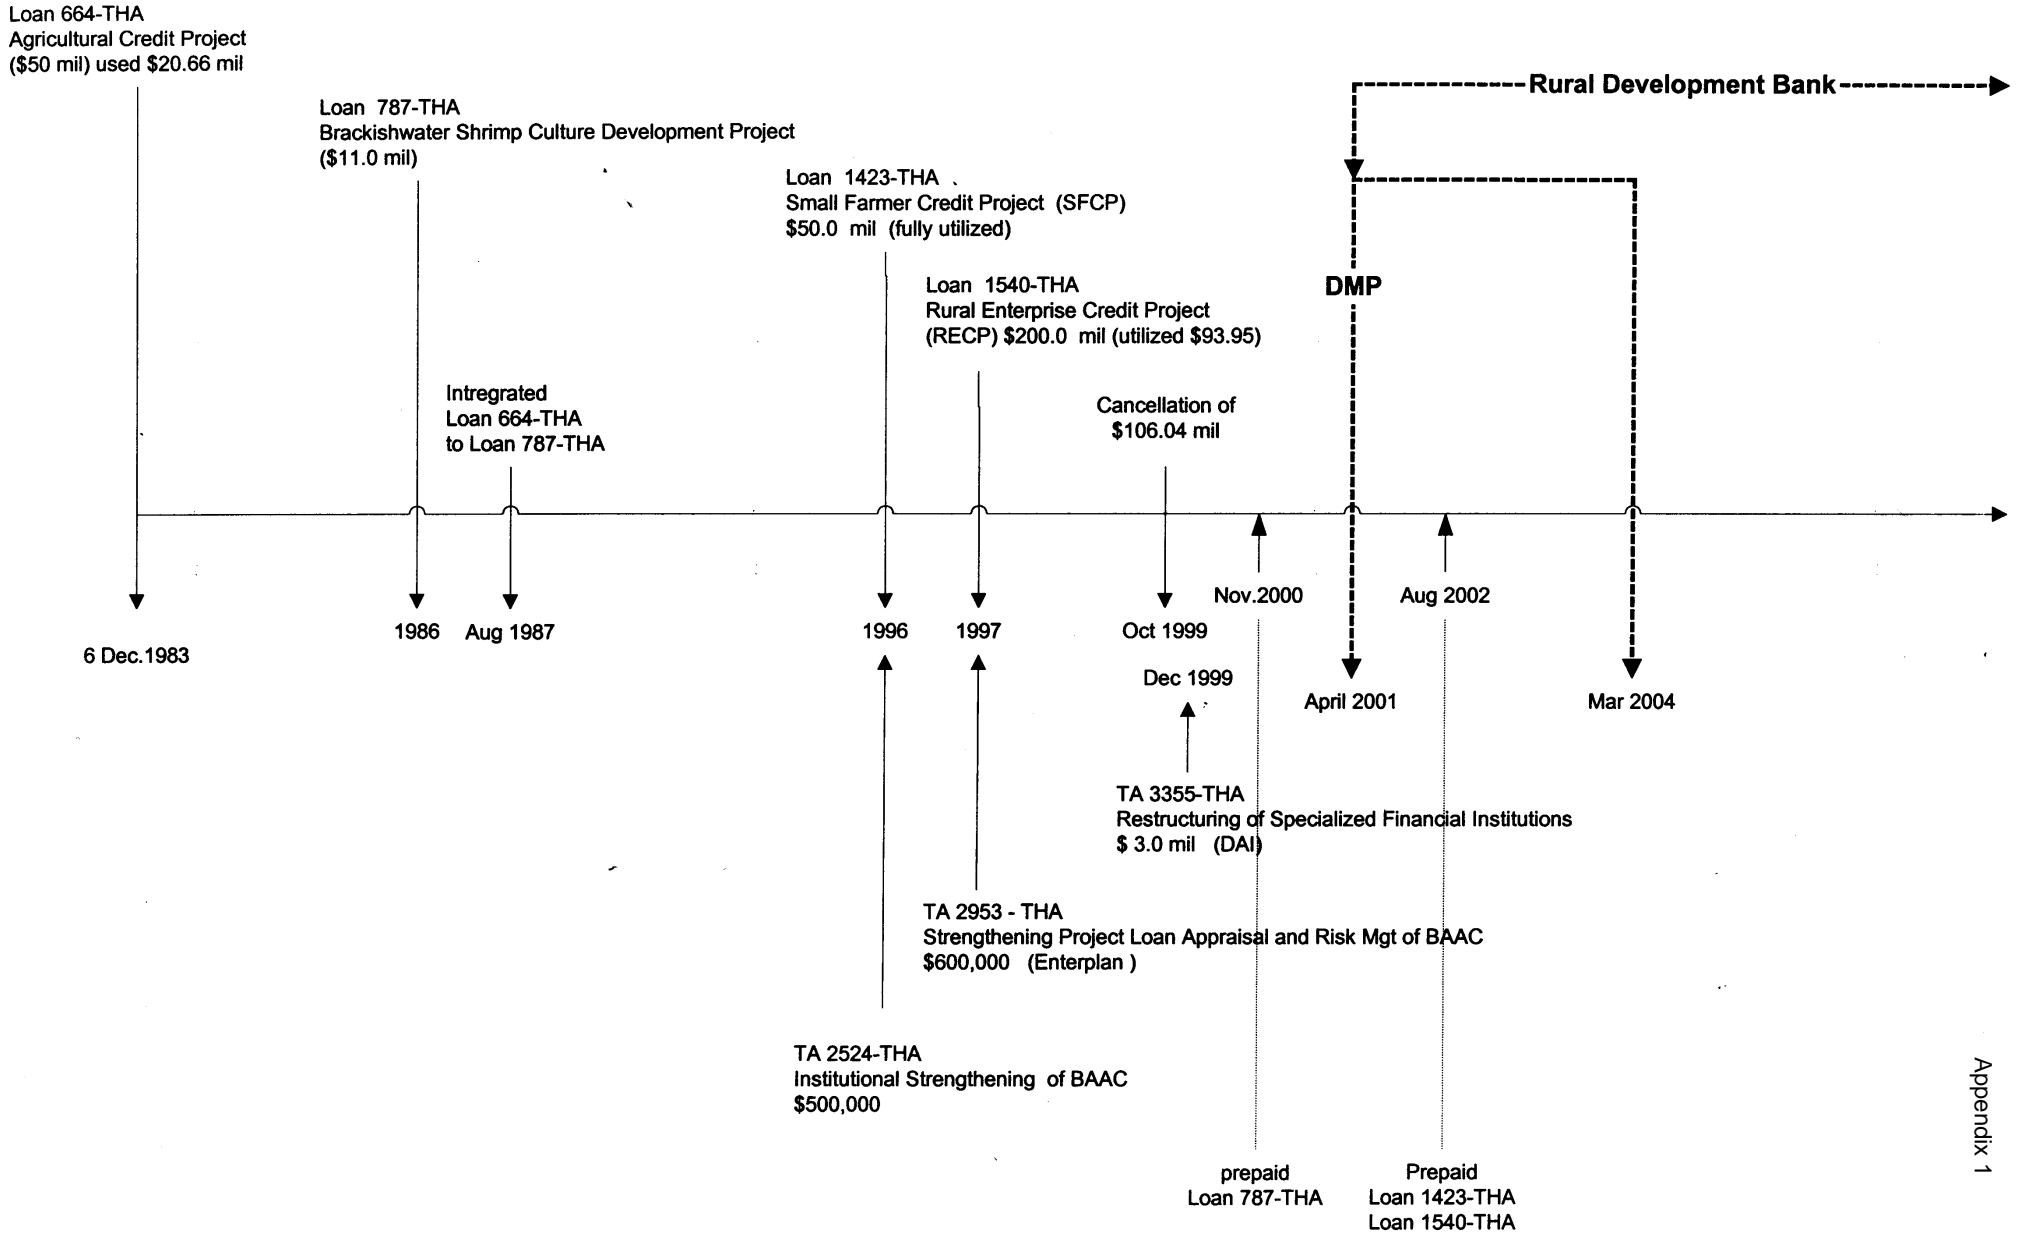 Loan 664-THA
Agricultural Credit Project
($50 mil) used $20.66 mil
Loan 787-THA
Brackishwater Shrimp Culture Development Project
($11.0 mil)
Loan 1423-THA
Small Farmer Credit Project (SFCP)
$50.0 mil (fully utilized)
Loan 1540-THA
Rural Enterprise Credit Project
(RECP) $200.0 mil (utilized $93.95)
Rural Development Bank
DMP
Intregrated
Loan 664-THA
to Loan 787-THA
Cancellation of
$106.04 mil
6 Dec.1983
1986
Aug 1987
1996
1997
Oct 1999
Dec 1999
Nov.2000
April 2001
Aug 2002
Mar 2004
TA 3355-THA
Restructuring of Specialized Financial Institutions
$ 3.0 mil (DAI)
TA 2953 - THA
Strengthening Project Loan Appraisal and Risk Mgt of BAAC
$600,000 (Enterplan )
TA 2524-THA
Institutional Strengthening of BAAC
$500,000
prepaid
Loan 787-THA
Prepaid
Loan 1423-THA
Loan 1540-THA
Appendix 1